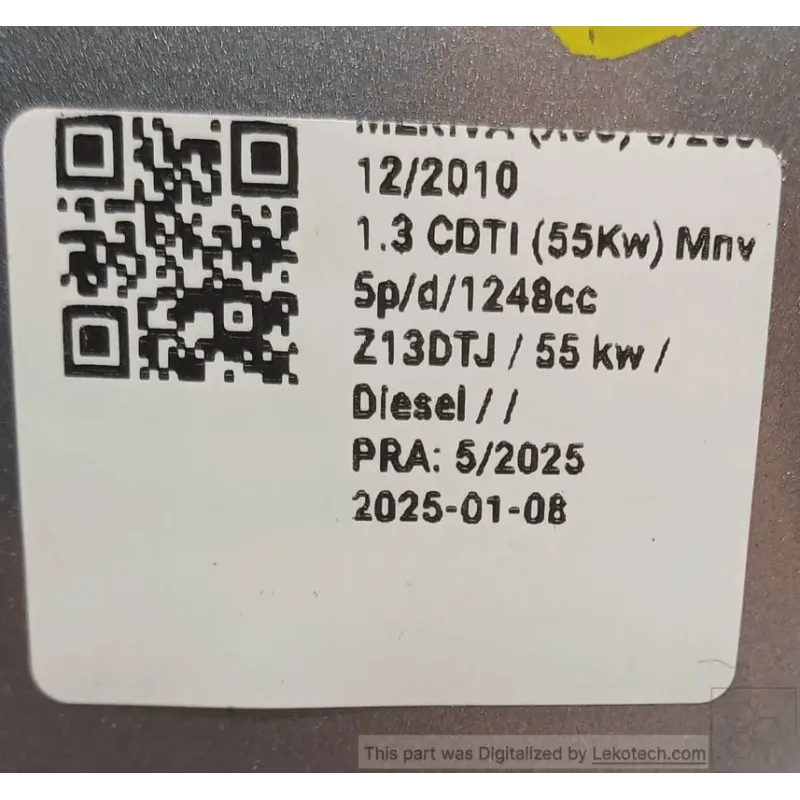 MERIVA
12/2010
1.3 CDTI (55Kw) Mnv
5p/d/1248cc
Z13DTJ / 55 kw /
Diesel / /
PRA: 5/2025
2025-01-08
This part was Digitalized by Lekotech.com